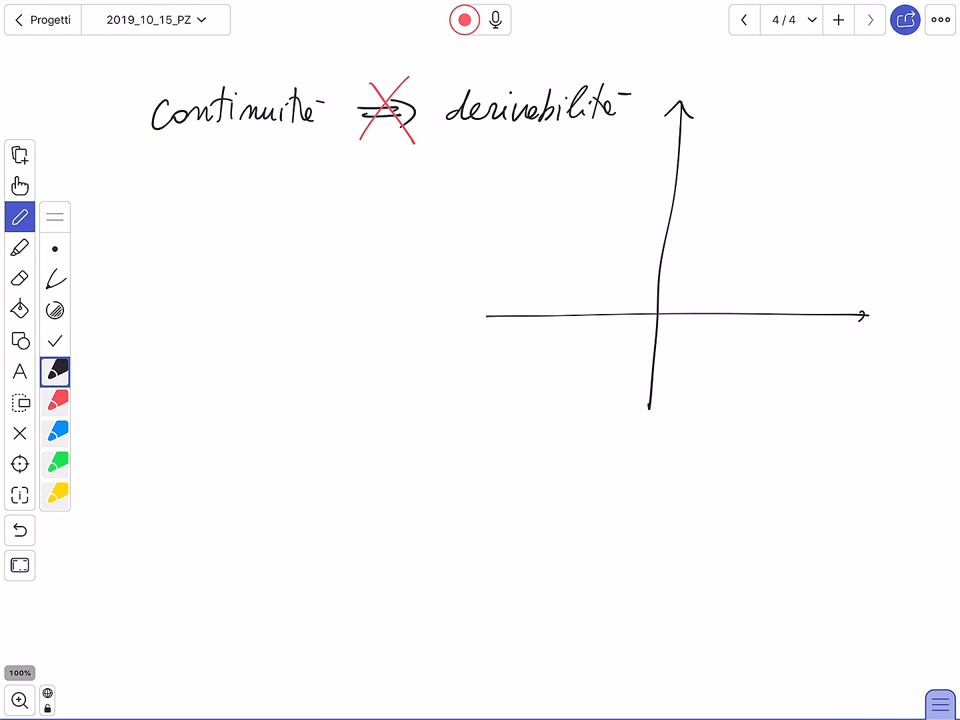 Progetti 2019_10_15_PZ 4/4
continuità ⇒ derivabilità
A
100%